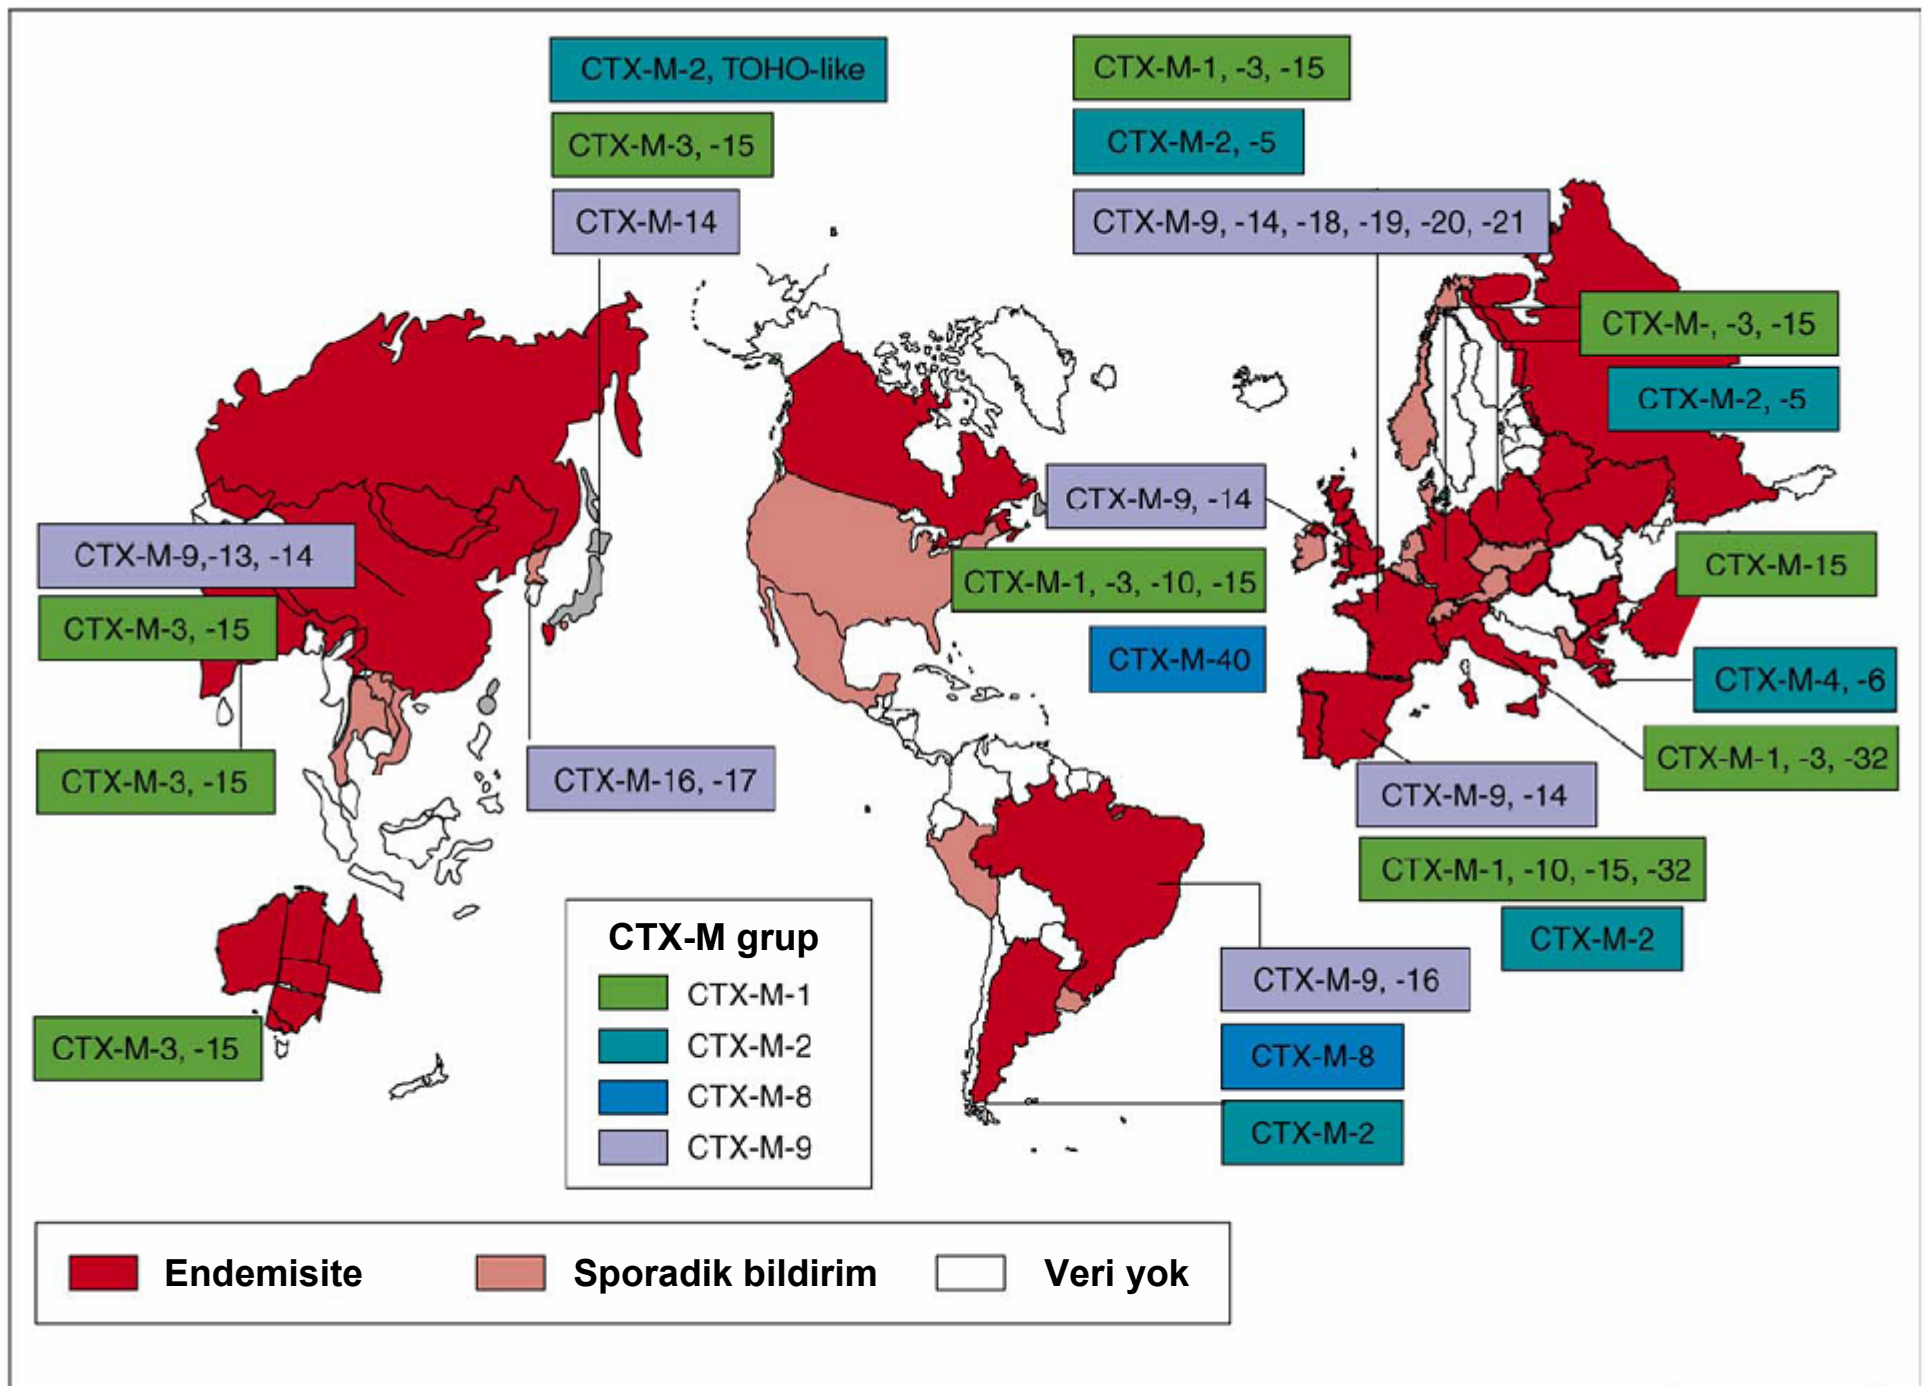 CTX-M-2, TOHO-like
CTX-M-3, -15
CTX-M-14
CTX-M-1, -3, -15
CTX-M-2, -5
CTX-M-9, -14, -18, -19, -20, -21
CTX-M-, -3, -15
CTX-M-2, -5
CTX-M-9, -14
CTX-M-1, -3, -10, -15
CTX-M-40
CTX-M-15
CTX-M-4, -6
CTX-M-1, -3, -32
CTX-M-9,-13, -14
CTX-M-3, -15
CTX-M-3, -15
CTX-M-16, -17
CTX-M-9, -14
CTX-M-1, -10, -15, -32
CTX-M-2
CTX-M-9, -16
CTX-M-8
CTX-M-2
CTX-M-3, -15
CTX-M grup
CTX-M-1
CTX-M-2
CTX-M-8
CTX-M-9
Endemisite
Sporadik bildirim
Veri yok